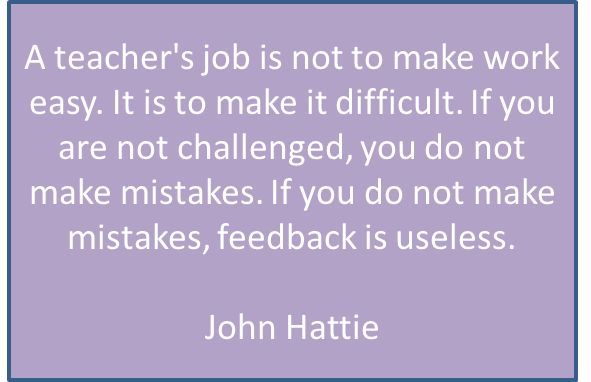 A teacher's job is not to make work
easy. It is to make it difficult. If you
are not challenged, you do not
make mistakes. If you do not make
mistakes, feedback is useless.
John Hattie